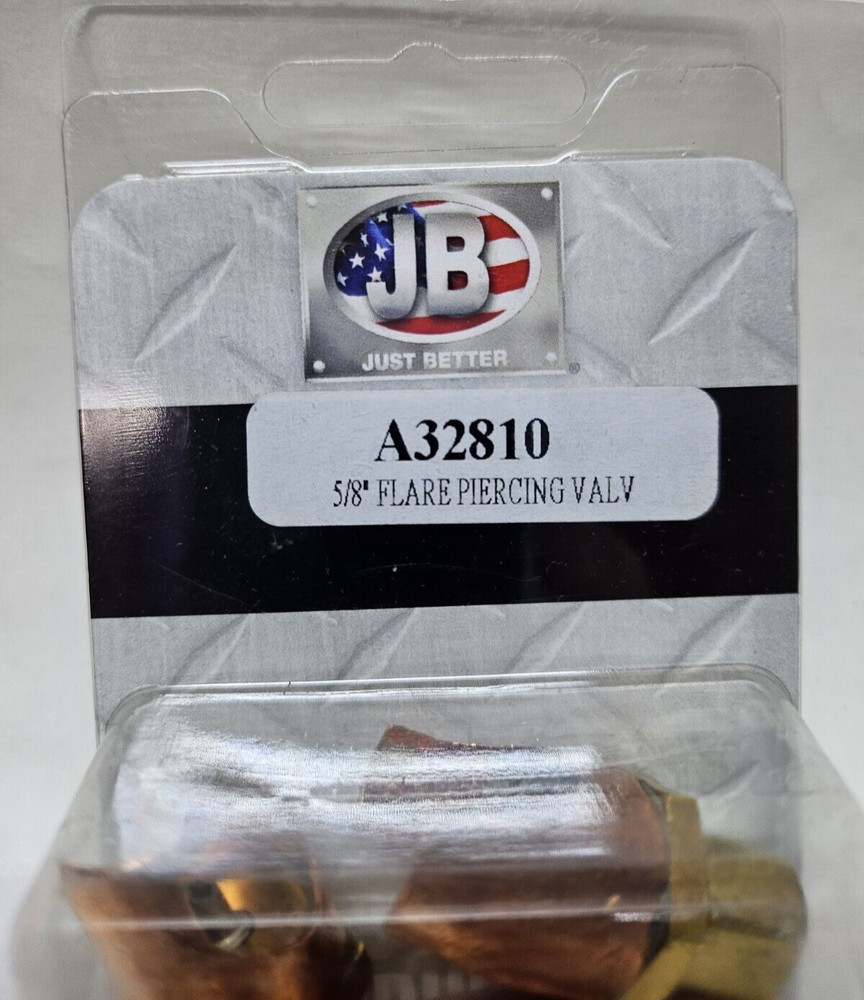 JB
JUST BETTER
®
A32810
5/8" FLARE PIERCING VALV